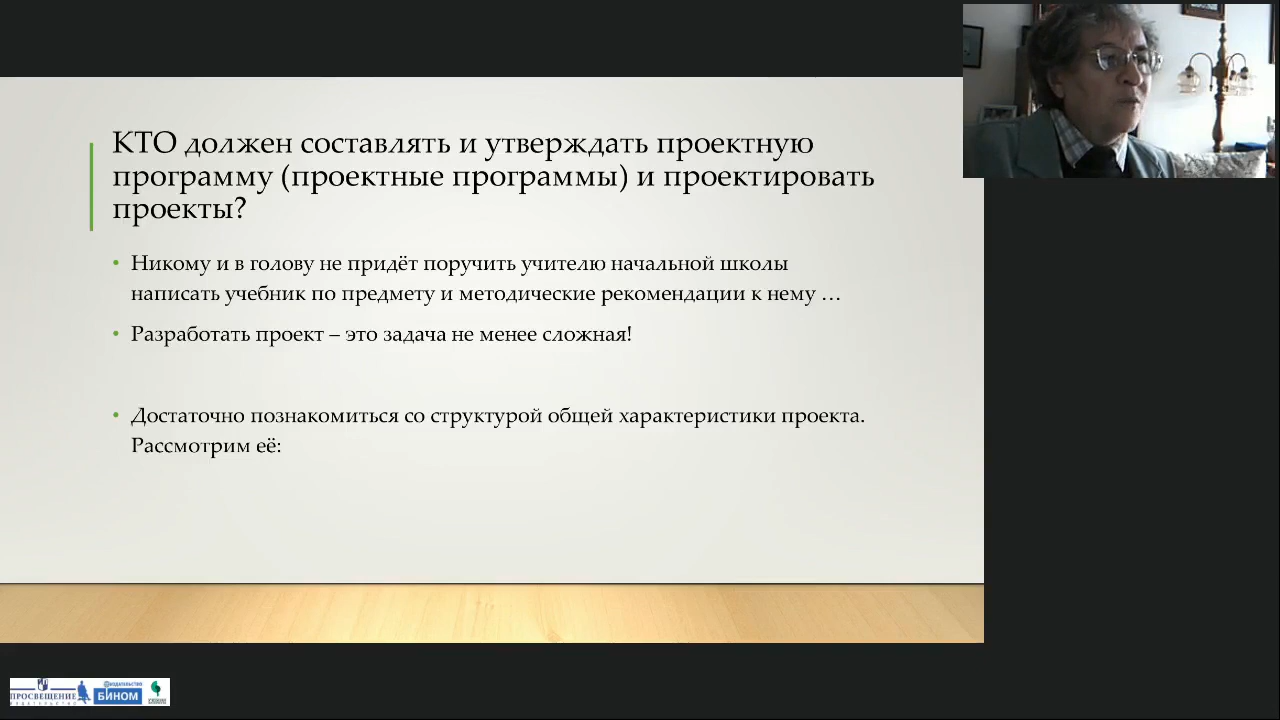 КТО должен составлять и утверждать проектную
программу (проектные программы) и проектировать
проекты?
• Никому и в голову не придёт поручить учителю начальной школы
написать учебник по предмету и методические рекомендации к нему …
• Разработать проект – это задача не менее сложная!
• Достаточно познакомиться со структурой общей характеристики проекта.
Рассмотрим её:
ПРОСВЕЩЕНИЕ
ИЗДАТЕЛЬСТВО
ИЗДАТЕЛЬСТВО
БИНОМ